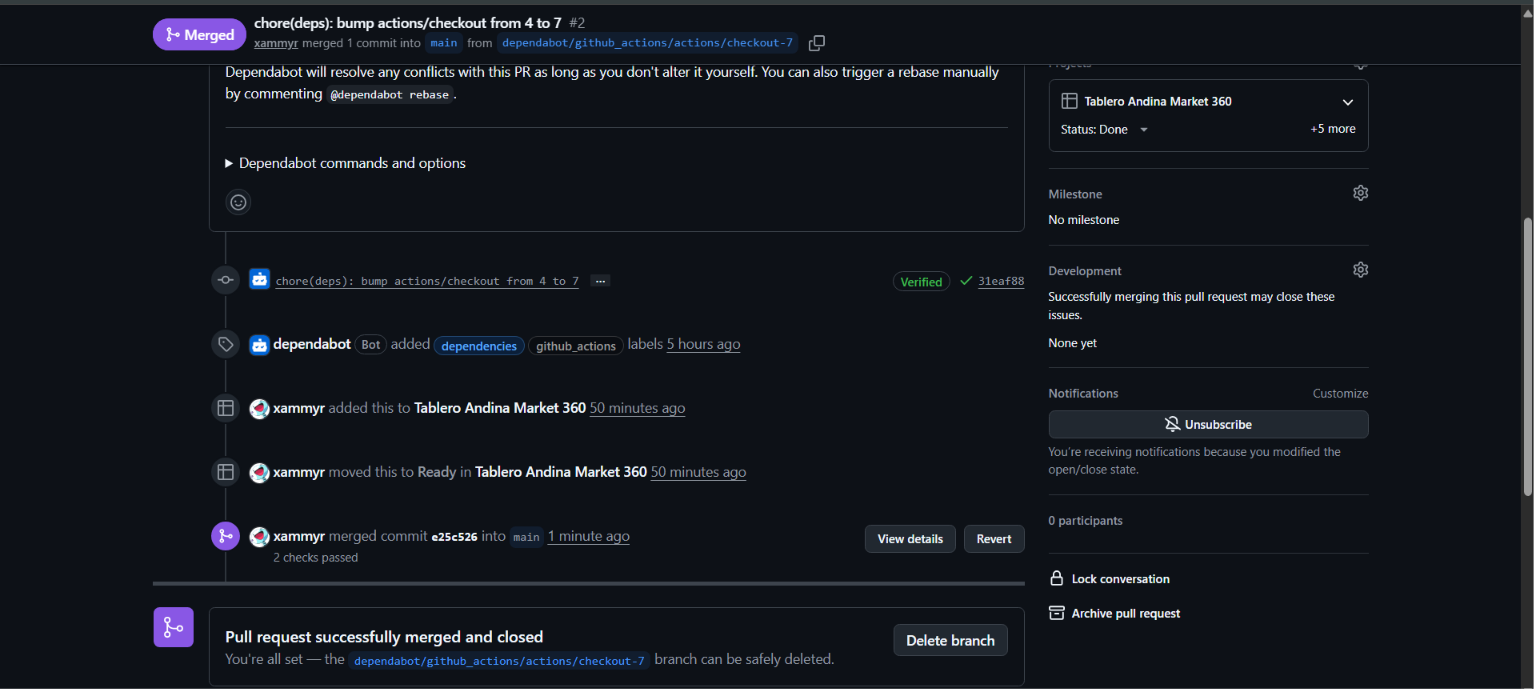 Merged
chore(deps): bump actions/checkout from 4 to 7 #2
xammyr merged 1 commit into main from dependabot/github_actions/actions/checkout-7
Dependabot will resolve any conflicts with this PR as long as you don't alter it yourself. You can also trigger a rebase manually
by commenting @dependabot rebase.
Dependabot commands and options
chore(deps): bump actions/checkout from 4 to 7 ...
Verified 31eaf88
dependabot Bot added dependencies github_actions labels 5 hours ago
xammyr added this to Tablero Andina Market 360 50 minutes ago
xammyr moved this to Ready in Tablero Andina Market 360 50 minutes ago
xammyr merged commit e25c526 into main 1 minute ago
2 checks passed
View details
Revert
Pull request successfully merged and closed
You're all set — the dependabot/github_actions/actions/checkout-7 branch can be safely deleted.
Delete branch
Projects
Tablero Andina Market 360
Status: Done
+5 more
Milestone
No milestone
Development
Successfully merging this pull request may close these
issues.
None yet
Notifications
Customize
Unsubscribe
You're receiving notifications because you modified the
open/close state.
0 participants
Lock conversation
Archive pull request